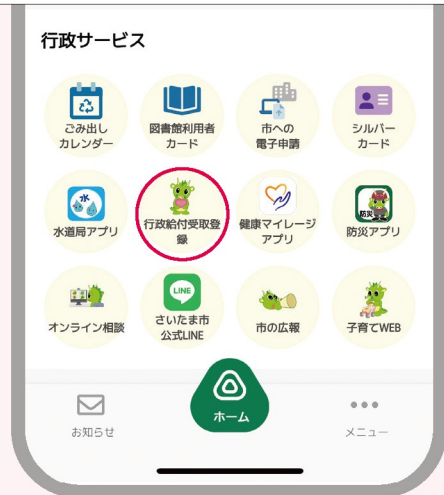 行政サービス
ごみ出し
カレンダー
図書館利用者
カード
市への
電子申請
シルバー
カード
水
水道局アプリ
行政給付受取登
録
健康マイレージ
アプリ
防災
防災アプリ
オンライン相談
LINE
さいたま市
公式LINE
市の広報
子育てWEB
お知らせ
ホーム
メニュー